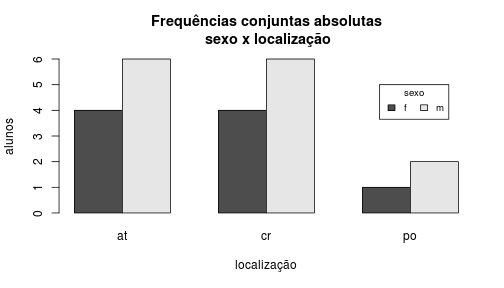 Frequências conjuntas absolutas
sexo x localização
6
5
4
3
2
1
0
alunos
sexo
f m
at cr po
localização